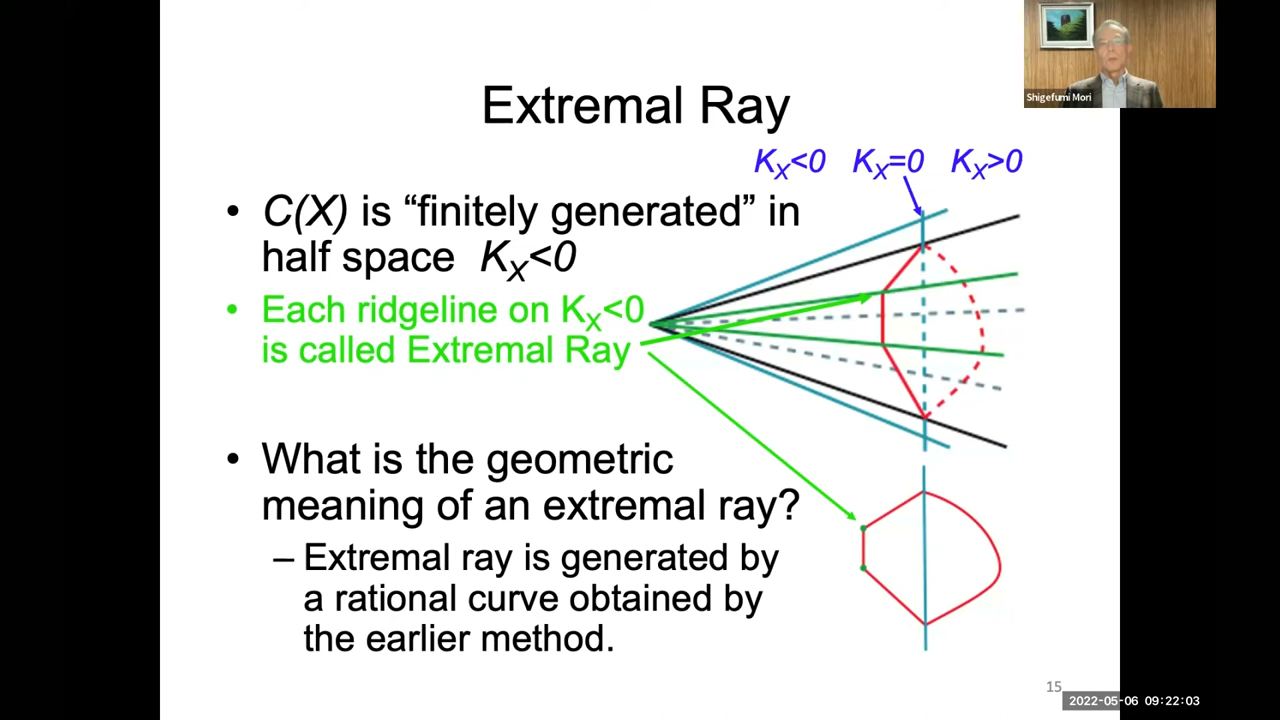 Shigefumi Mori
Extremal Ray
K_X<0 K_X=0 K_X>0
• C(X) is “finitely generated” in
half space K_X<0
• Each ridgeline on K_X<0
is called Extremal Ray
• What is the geometric
meaning of an extremal ray?
– Extremal ray is generated by
a rational curve obtained by
the earlier method.
15
2022-05-06 09:22:03